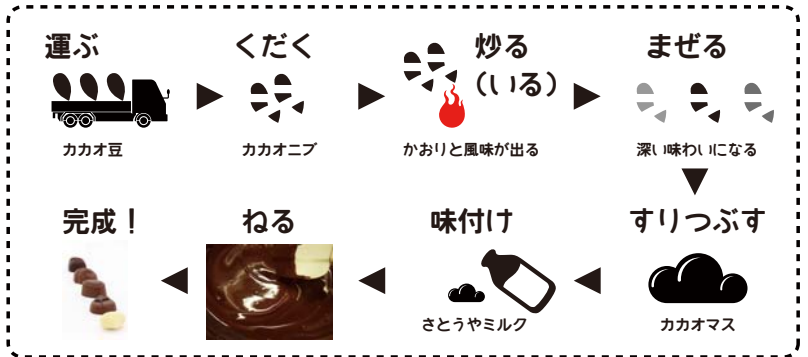 運ぶ
カカオ豆
くだく
カカオニブ
炒る
（いる）
かおりと風味が出る
まぜる
深い味わいになる
すりつぶす
カカオマス
味付け
さとうやミルク
ねる
完成！